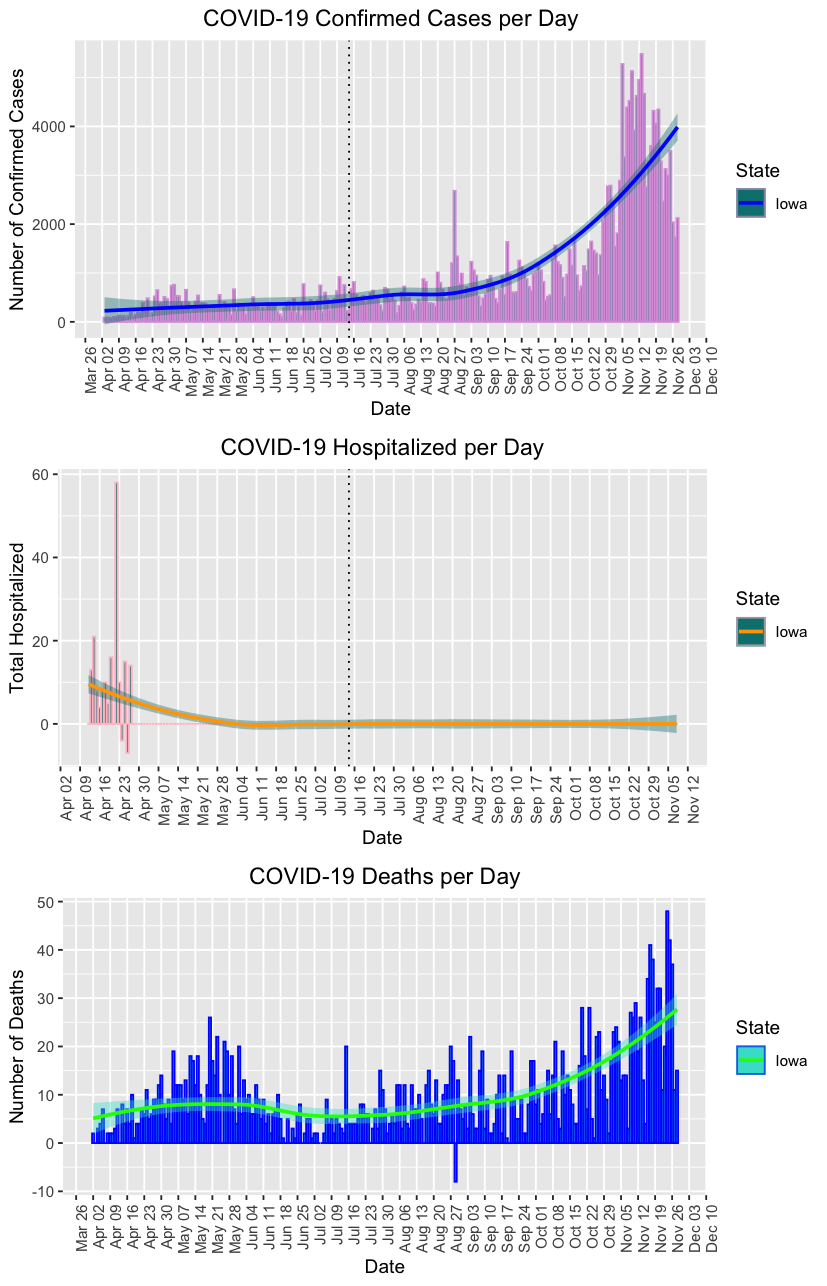 COVID-19 Confirmed Cases per Day
Number of Confirmed Cases
4000
2000
0
Mar 26
Apr 02
Apr 09
Apr 16
Apr 23
Apr 30
May 07
May 14
May 21
May 28
Jun 04
Jun 11
Jun 18
Jun 25
Jul 02
Jul 09
Jul 16
Jul 23
Jul 30
Aug 06
Aug 13
Aug 20
Aug 27
Sep 03
Sep 10
Sep 17
Sep 24
Oct 01
Oct 08
Oct 15
Oct 22
Oct 29
Nov 05
Nov 12
Nov 19
Nov 26
Dec 03
Dec 10
Date
State
Iowa
COVID-19 Hospitalized per Day
Total Hospitalized
60
40
20
0
Apr 02
Apr 09
Apr 16
Apr 23
Apr 30
May 07
May 14
May 21
May 28
Jun 04
Jun 11
Jun 18
Jun 25
Jul 02
Jul 09
Jul 16
Jul 23
Jul 30
Aug 06
Aug 13
Aug 20
Aug 27
Sep 03
Sep 10
Sep 17
Sep 24
Oct 01
Oct 08
Oct 15
Oct 22
Oct 29
Nov 05
Nov 12
Date
State
Iowa
COVID-19 Deaths per Day
Number of Deaths
50
40
30
20
10
0
-10
Mar 26
Apr 02
Apr 09
Apr 16
Apr 23
Apr 30
May 07
May 14
May 21
May 28
Jun 04
Jun 11
Jun 18
Jun 25
Jul 02
Jul 09
Jul 16
Jul 23
Jul 30
Aug 06
Aug 13
Aug 20
Aug 27
Sep 03
Sep 10
Sep 17
Sep 24
Oct 01
Oct 08
Oct 15
Oct 22
Oct 29
Nov 05
Nov 12
Nov 19
Nov 26
Dec 03
Dec 10
Date
State
Iowa